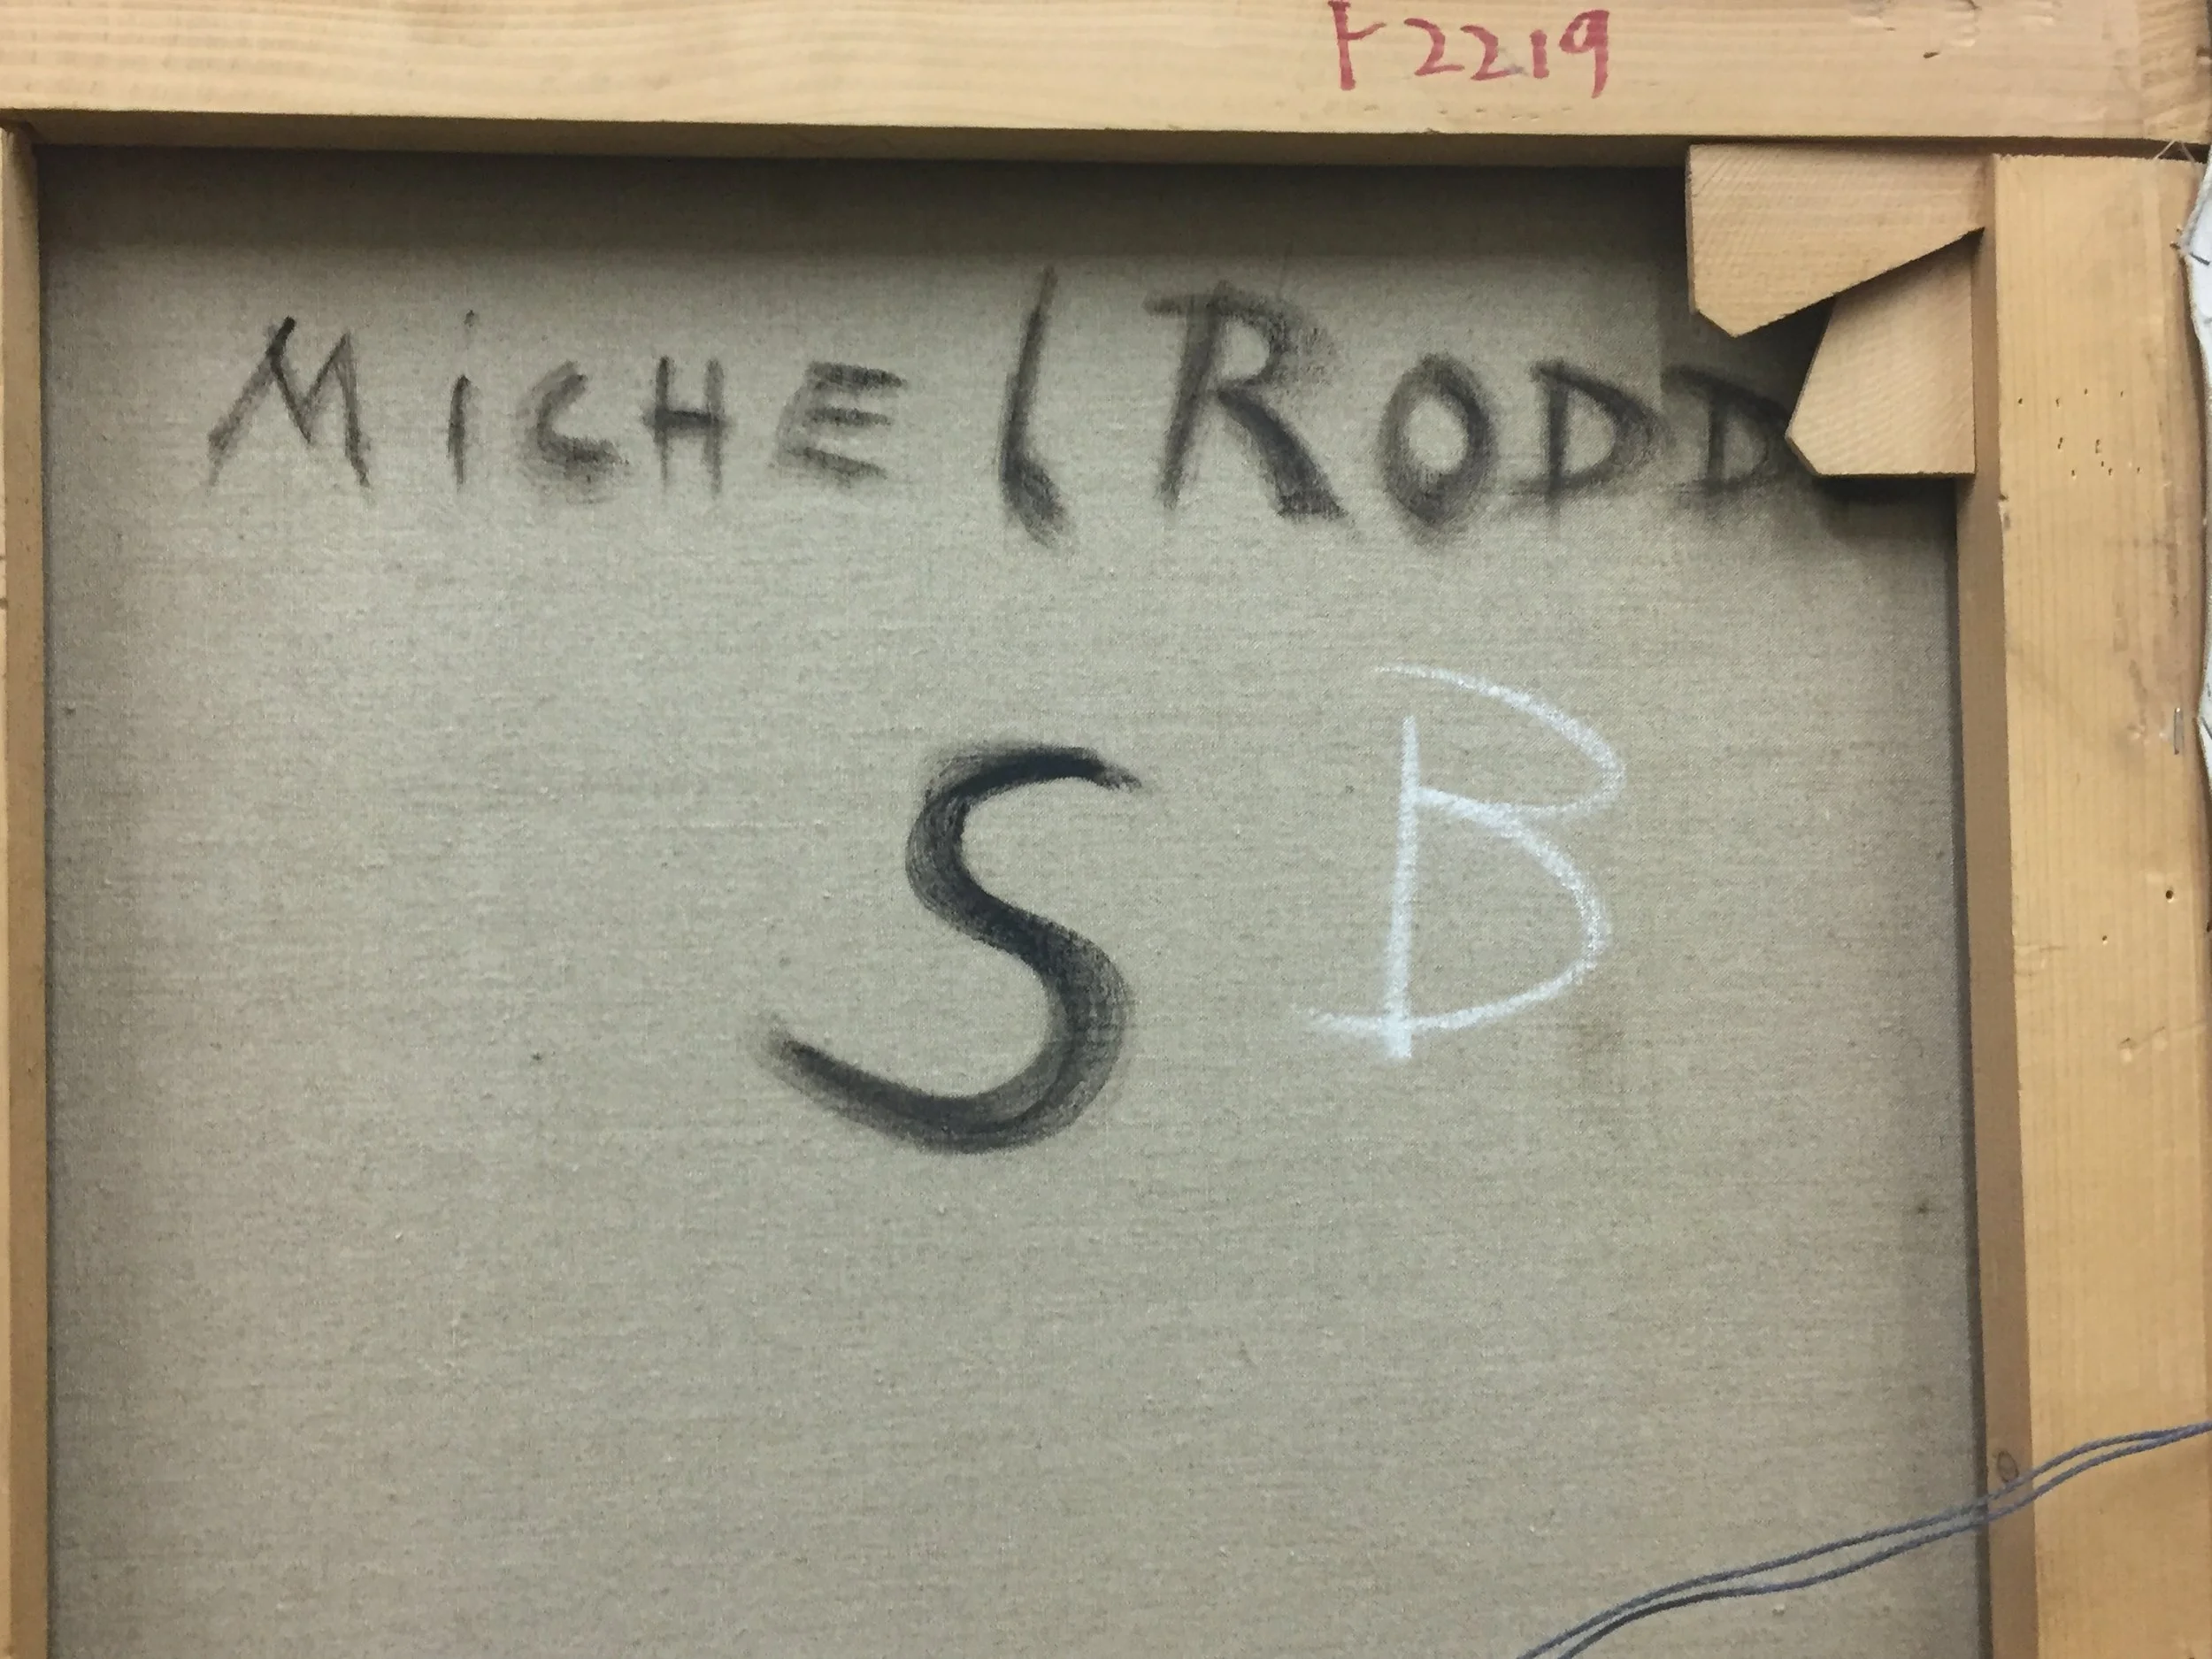 F2219
MiCHEl RODD
S B